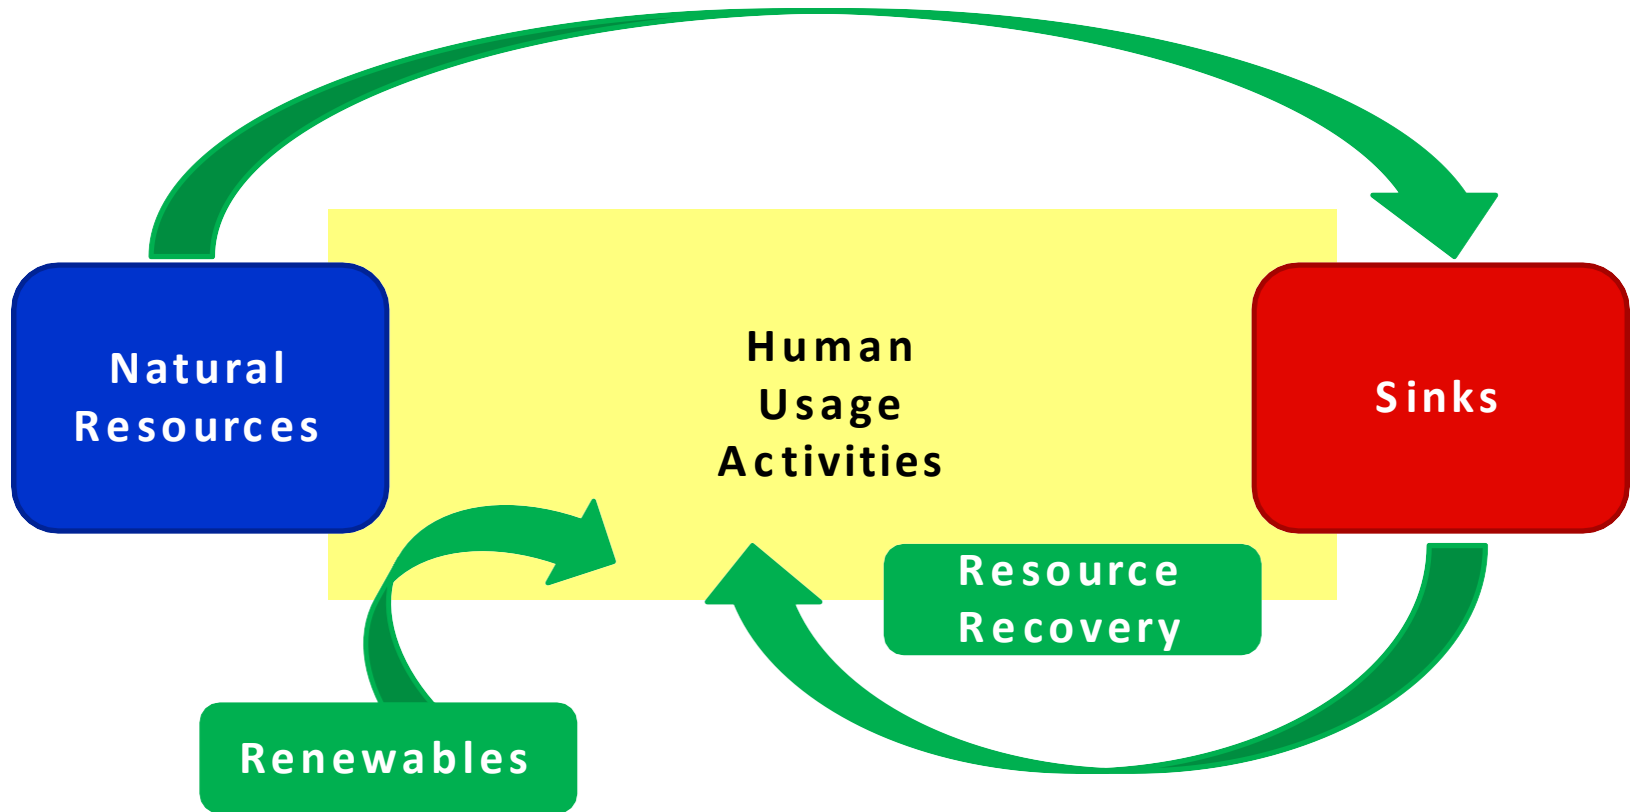 Natural
Resources
Human
Usage
Activities
Sinks
Resource
Recovery
Renewables